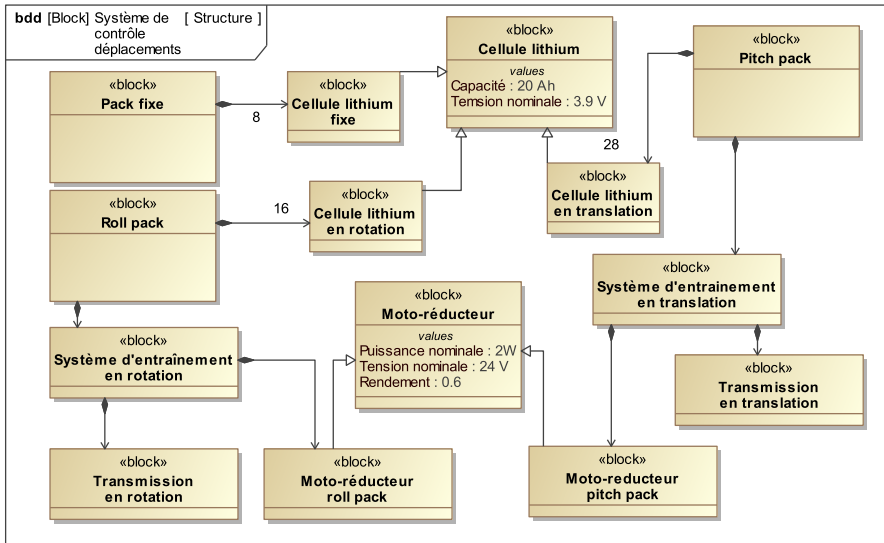 bdd [Block] Système de contrôle déplacements [ Structure ]
«block»
Cellule lithium
values
Capacité : 20 Ah
Temsion nominale : 3.9 V
«block»
Pitch pack
«block»
Pack fixe
8
«block»
Cellule lithium
fixe
28
«block»
Cellule lithium
en translation
«block»
Roll pack
16
«block»
Cellule lithium
en rotation
«block»
Système d'entrainement
en translation
«block»
Moto-réducteur
values
Puissance nominale : 2W
Tension nominale : 24 V
Rendement : 0.6
«block»
Système d'entraînement
en rotation
«block»
Transmission
en translation
«block»
Transmission
en rotation
«block»
Moto-réducteur
roll pack
«block»
Moto-reducteur
pitch pack